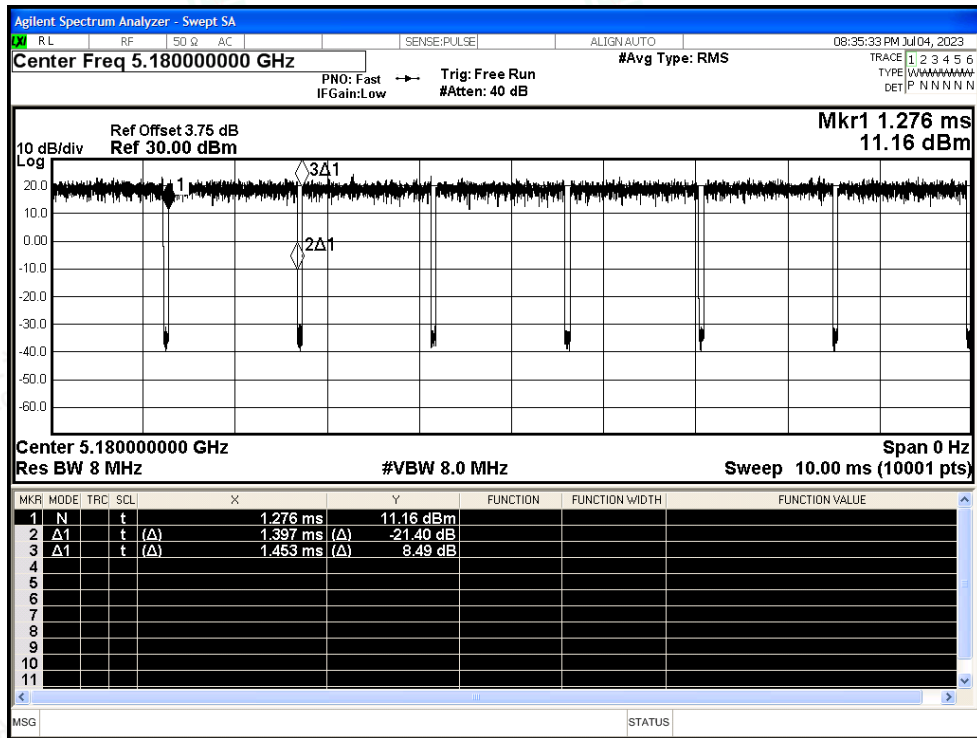 Agilent Spectrum Analyzer - Swept SA
LXI RL RF 50 Ω AC SENSE:PULSE ALIGN AUTO 08:35:33 PM Jul 04, 2023
Center Freq 5.180000000 GHz #Avg Type: RMS TRACE 1 2 3 4 5 6
PNO: Fast Trig: Free Run TYPE
IFGain:Low #Atten: 40 dB DET P N N N N N
Mkr1 1.276 ms
Ref Offset 3.75 dB
10 dB/div Ref 30.00 dBm 11.16 dBm
Log
3Δ1
20.0 1
10.0
0.00 2Δ1
-10.0
-20.0
-30.0
-40.0
-50.0
-60.0
Center 5.180000000 GHz Span 0 Hz
Res BW 8 MHz #VBW 8.0 MHz Sweep 10.00 ms (10001 pts)
MKR MODE TRC SCL X Y FUNCTION FUNCTION WIDTH FUNCTION VALUE
1 N t 1.276 ms 11.16 dBm
2 Δ1 t (Δ) 1.397 ms (Δ) -21.40 dB
3 Δ1 t (Δ) 1.453 ms (Δ) 8.49 dB
4
5
6
7
8
9
10
11
MSG STATUS